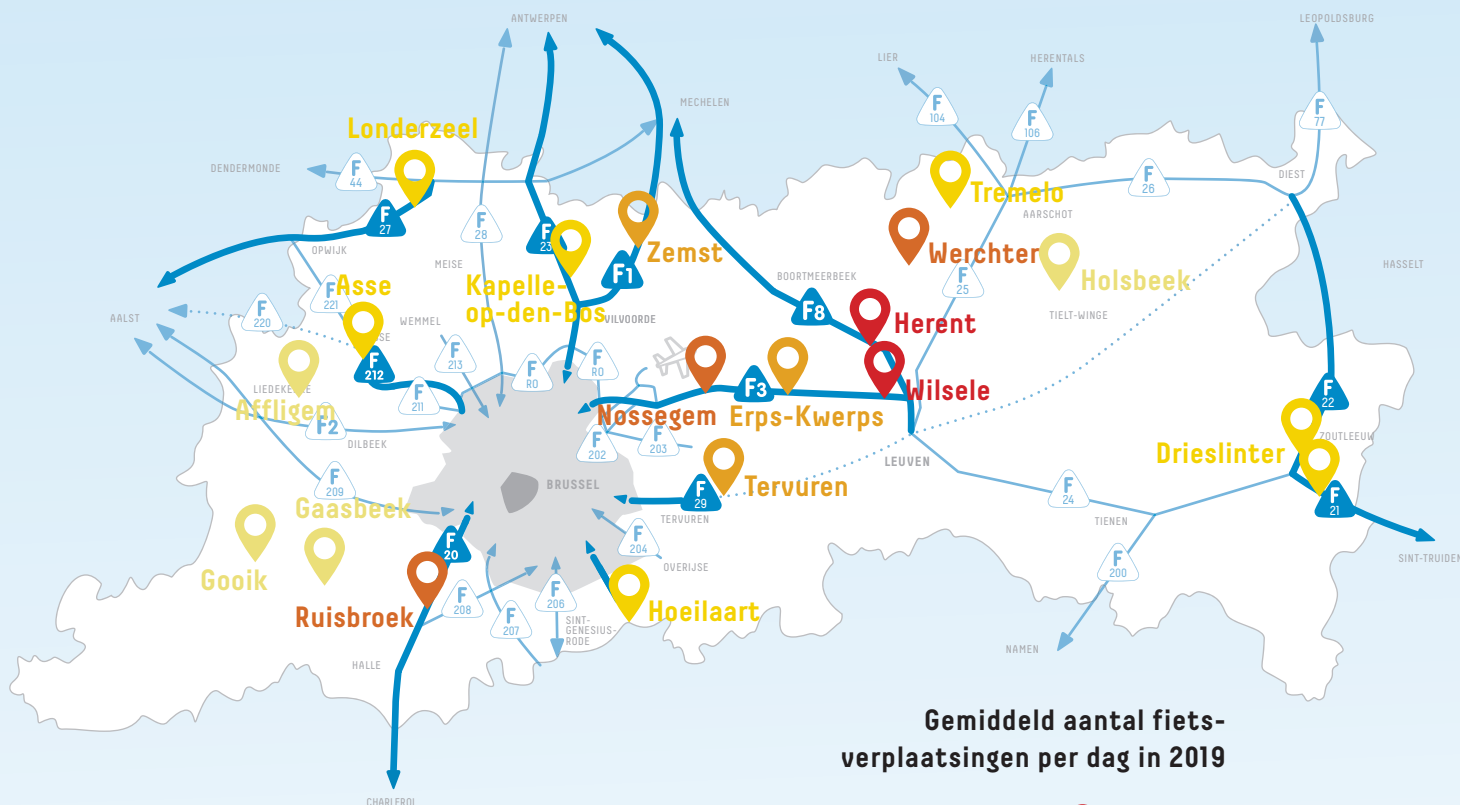 ANTWERPEN
LEOPOLDSBURG
LIER
HERENTALS
MECHELEN
F 104
F 106
F 77
Londerzeel
DENDERMONDE
F 44
F 26
DIEST
Tremelo
AARSCHOT
F 27
F 28
F 23
Zemst
Werchter
OPWIJK
MEISE
F1
HASSELT
Holsbeek
BOORTMEERBEEK
F 25
Asse
F 221
Kapelle-
op-den-Bos
F 220
AALST
WEMMEL
VILVOORDE
F8
TIELT-WINGE
Herent
SE
F 213
F 212
F R0
F R0
F3
Wilsele
LIEDEKE
F 211
F 22
Affligem
Nossegem
Erps-Kwerps
F2
DILBEEK
F 202
F 203
ZOUTLEEUW
Drieslinter
LEUVEN
BRUSSEL
F 209
F 29
Tervuren
F 24
F 21
Gaasbeek
TERVUREN
TIENEN
F 20
F 204
SINT-TRUIDEN
F 200
OVERIJSE
Gooik
F 208
F 206
Ruisbroek
F 207
SINT-
GENESIUS-
RODE
Hoeilaart
NAMEN
HALLE
Gemiddeld aantal fiets-
verplaatsingen per dag in 2019
CHARLEROI